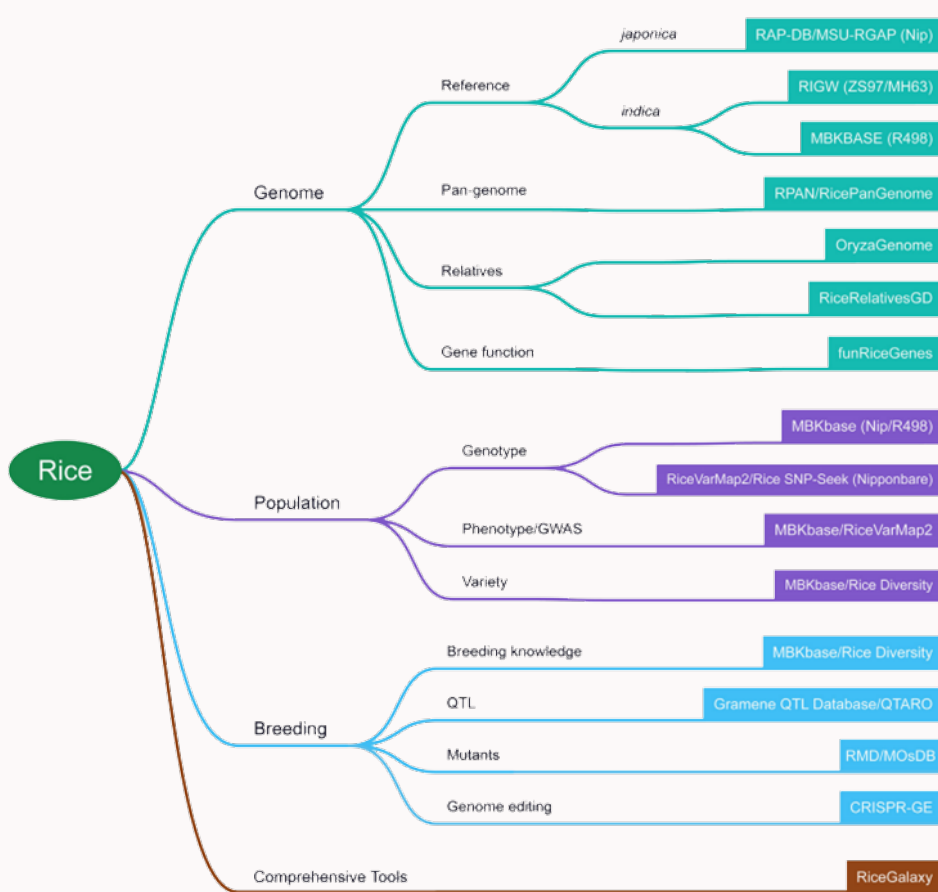 japonica
RAP-DB/MSU-RGAP (Nip)
Reference
RIGW (ZS97/MH63)
indica
MBKBASE (R498)
Genome
Pan-genome
RPAN/RicePanGenome
OryzaGenome
Relatives
RiceRelativesGD
Gene function
funRiceGenes
Rice
MBKbase (Nip/R498)
Genotype
RiceVarMap2/Rice SNP-Seek (Nipponbare)
Population
Phenotype/GWAS
MBKbase/RiceVarMap2
Variety
MBKbase/Rice Diversity
Breeding knowledge
MBKbase/Rice Diversity
QTL
Gramene QTL Database/QTARO
Breeding
Mutants
RMD/MOsDB
Genome editing
CRISPR-GE
Comprehensive Tools
RiceGalaxy